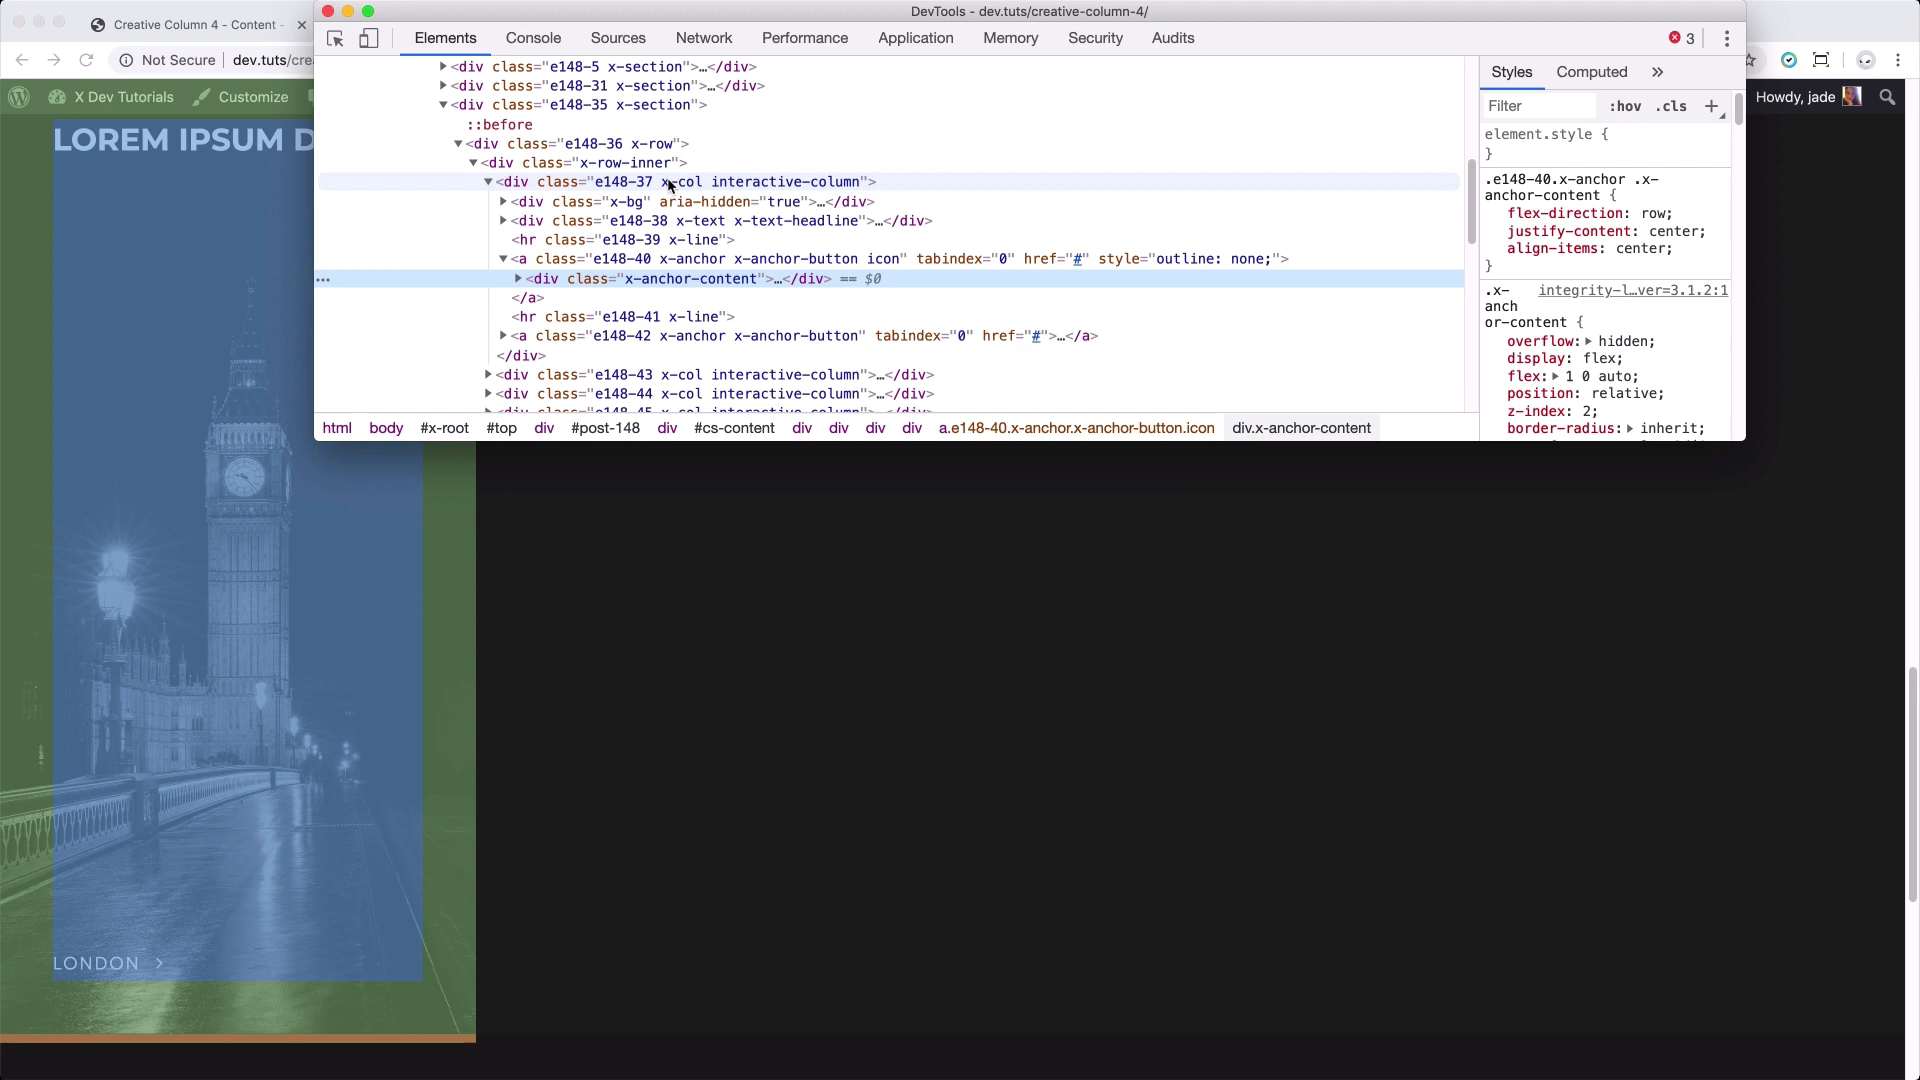 Creative Column 4 - Content -
DevTools - dev.tuts/creative-column-4/
Not Secure
dev.tuts/cre
X Dev Tutorials
Customize
Howdy, jade
Elements
Console
Sources
Network
Performance
Application
Memory
Security
Audits
3
<div class="e148-5 x-section">…</div>
<div class="e148-31 x-section">…</div>
<div class="e148-35 x-section">
::before
<div class="e148-36 x-row">
<div class="x-row-inner">
<div class="e148-37 x-col interactive-column">
<div class="x-bg" aria-hidden="true">…</div>
<div class="e148-38 x-text x-text-headline">…</div>
<hr class="e148-39 x-line">
<a class="e148-40 x-anchor x-anchor-button icon" tabindex="0" href="#" style="outline: none;">
<div class="x-anchor-content">…</div> == $0
</a>
<hr class="e148-41 x-line">
<a class="e148-42 x-anchor x-anchor-button" tabindex="0" href="#">…</a>
</div>
<div class="e148-43 x-col interactive-column">…</div>
<div class="e148-44 x-col interactive-column">…</div>
<div class="e148-45 x-col interactive-column">…</div>
html body #x-root #top div #post-148 div #cs-content div div div div a.e148-40.x-anchor.x-anchor-button.icon div.x-anchor-content
Styles
Computed
»
Filter
:hov
.cls
+
element.style {
}
.e148-40.x-anchor .x-
anchor-content {
flex-direction: row;
justify-content: center;
align-items: center;
}
.x- integrity-l…ver=3.1.2:1
anch
or-content {
overflow: hidden;
display: flex;
flex: 1 0 auto;
position: relative;
z-index: 2;
border-radius: inherit;
LOREM IPSUM D
LONDON >